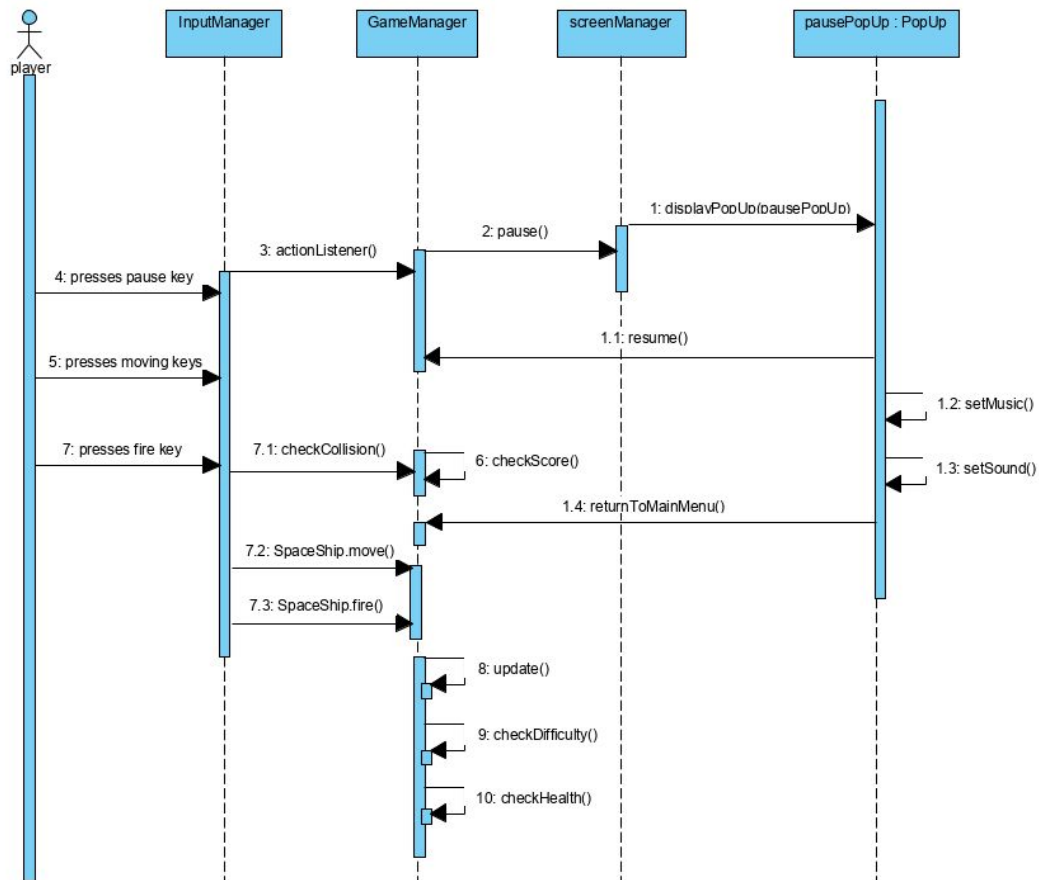 InputManager
GameManager
screenManager
pausePopUp : PopUp
player
1: displayPopUp(pausePopUp)
2: pause()
3: actionListener()
4: presses pause key
1.1: resume()
5: presses moving keys
1.2: setMusic()
7: presses fire key
7.1: checkCollision()
6: checkScore()
1.3: setSound()
1.4: returnToMainMenu()
7.2: SpaceShip.move()
7.3: SpaceShip.fire()
8: update()
9: checkDifficulty()
10: checkHealth()